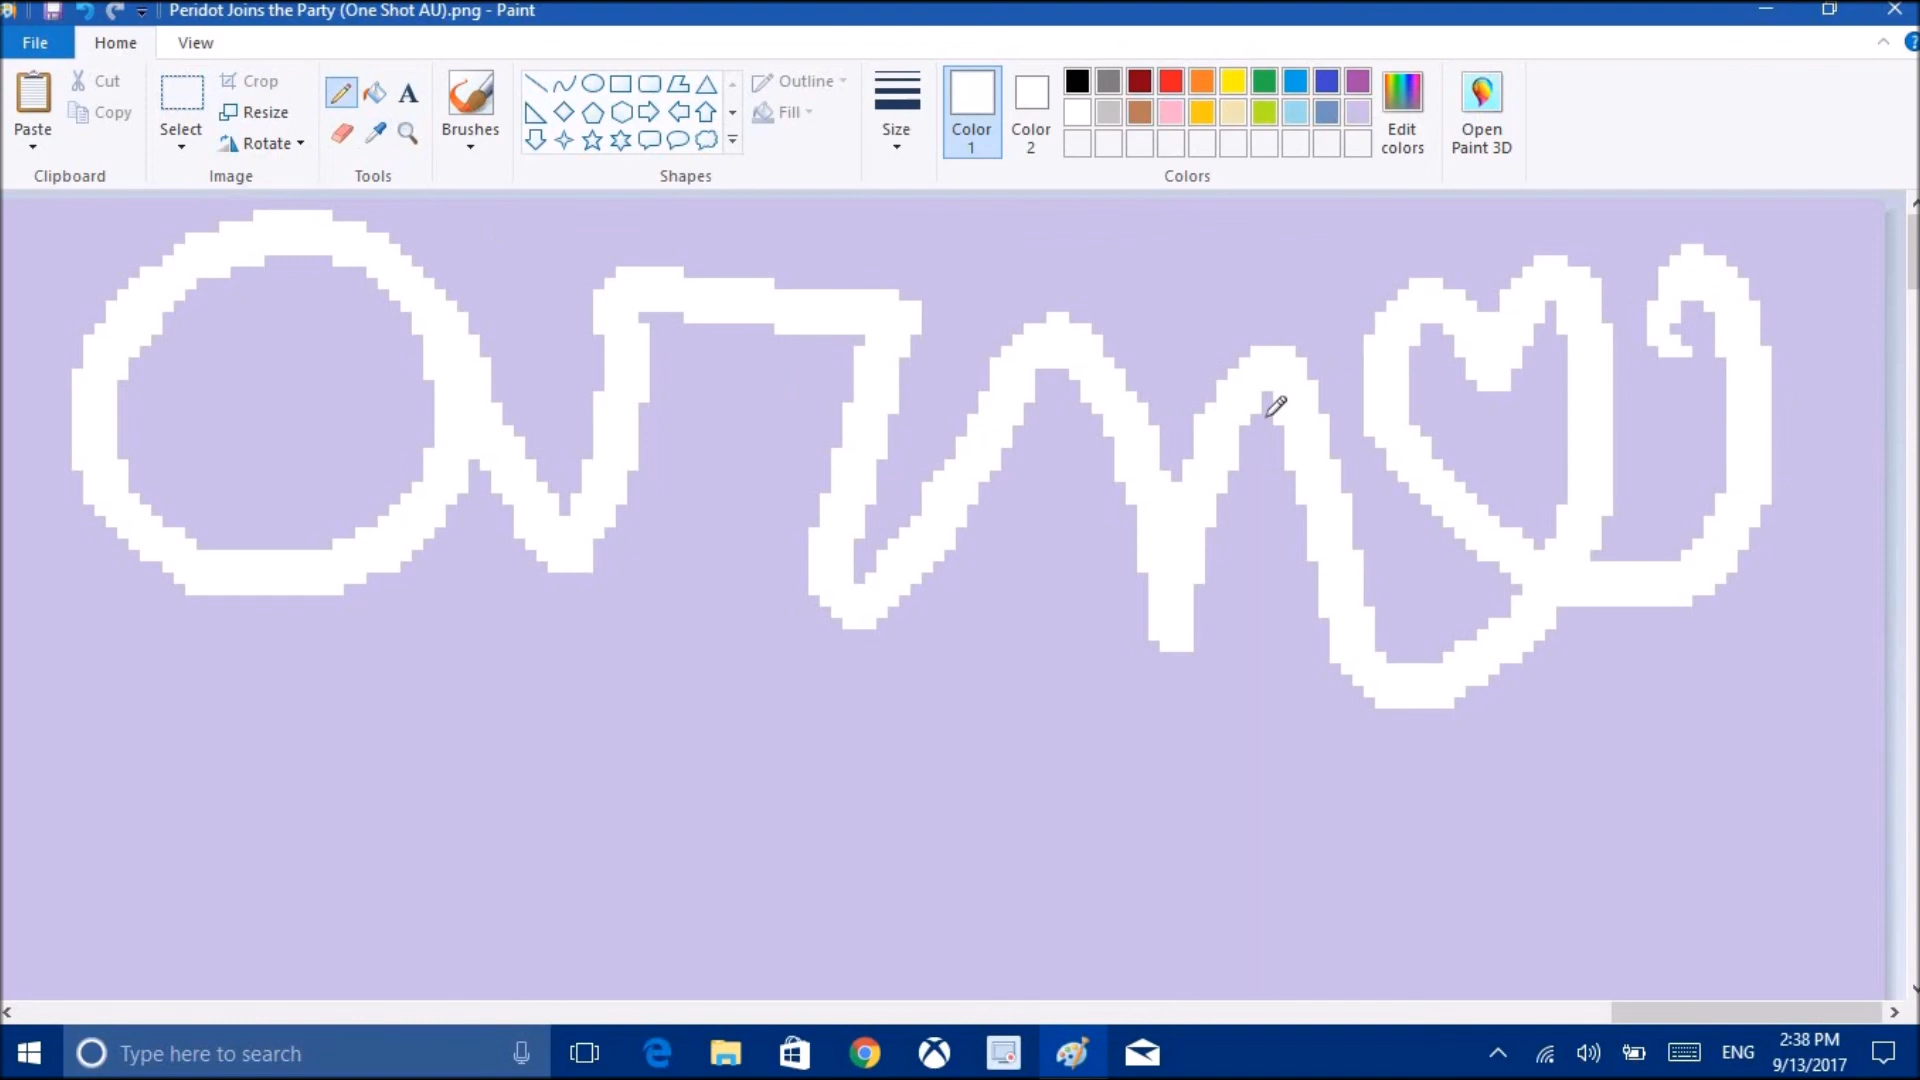 Peridot Joins the Party (One Shot AU).png - Paint
File Home View
Paste
Cut
Copy
Clipboard
Select
Crop
Resize
Rotate
Image
A
Tools
Brushes
Shapes
Outline
Fill
Size
Color 1
Color 2
Colors
Edit colors
Open Paint 3D
Type here to search
ENG
2:38 PM
9/13/2017